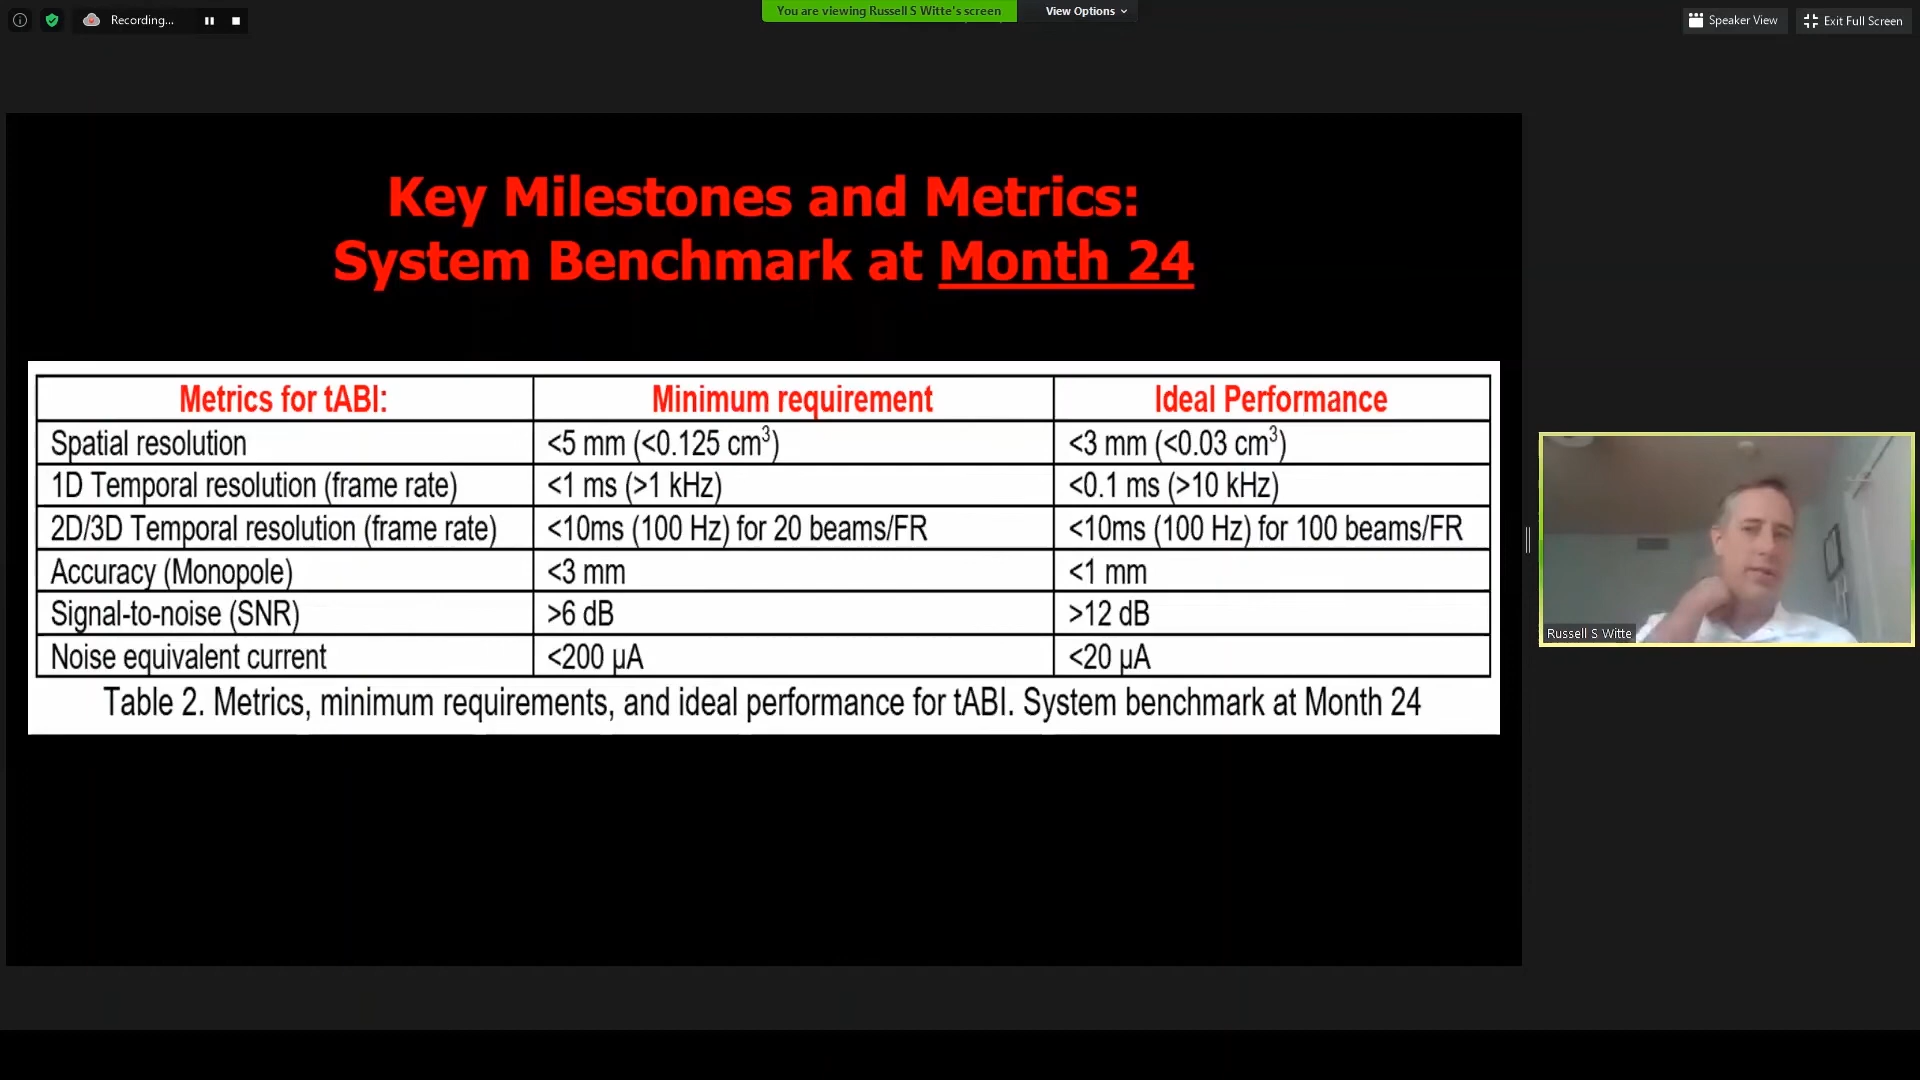 Recording...
You are viewing Russell S Witte's screen
View Options
Speaker View
Exit Full Screen
Key Milestones and Metrics:
System Benchmark at Month 24
Metrics for tABI: Minimum requirement Ideal Performance
Spatial resolution <5 mm (<0.125 cm³) <3 mm (<0.03 cm³)
1D Temporal resolution (frame rate) <1 ms (>1 kHz) <0.1 ms (>10 kHz)
2D/3D Temporal resolution (frame rate) <10ms (100 Hz) for 20 beams/FR <10ms (100 Hz) for 100 beams/FR
Accuracy (Monopole) <3 mm <1 mm
Signal-to-noise (SNR) >6 dB >12 dB
Noise equivalent current <200 µA <20 µA
Table 2. Metrics, minimum requirements, and ideal performance for tABI. System benchmark at Month 24
Russell S Witte